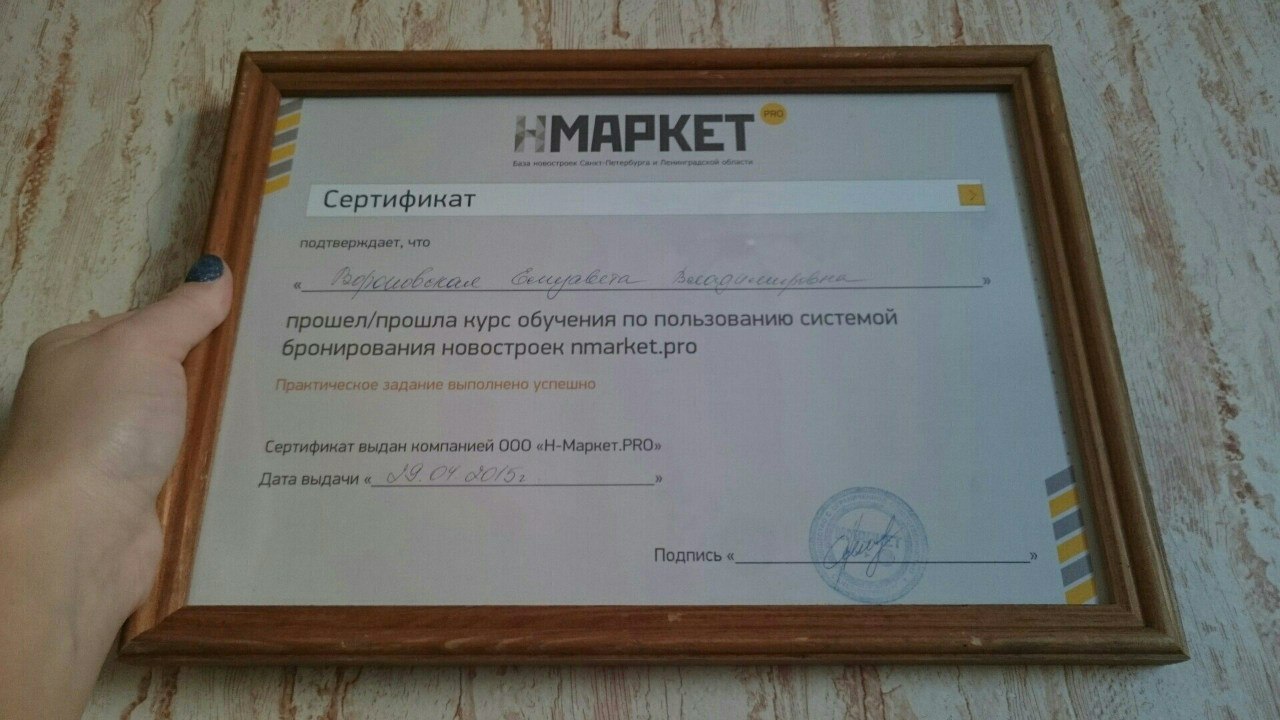 НМАРКЕТ PRO
База новостроек Санкт-Петербурга и Ленинградской области
Сертификат
подтверждает, что
« Вороновская Елизавета Владимировна »
прошел/прошла курс обучения по пользованию системой
бронирования новостроек nmarket.pro
Практическое задание выполнено успешно
Сертификат выдан компанией ООО «Н-Маркет.PRO»
Дата выдачи « 29.04 2015г »
Подпись « »